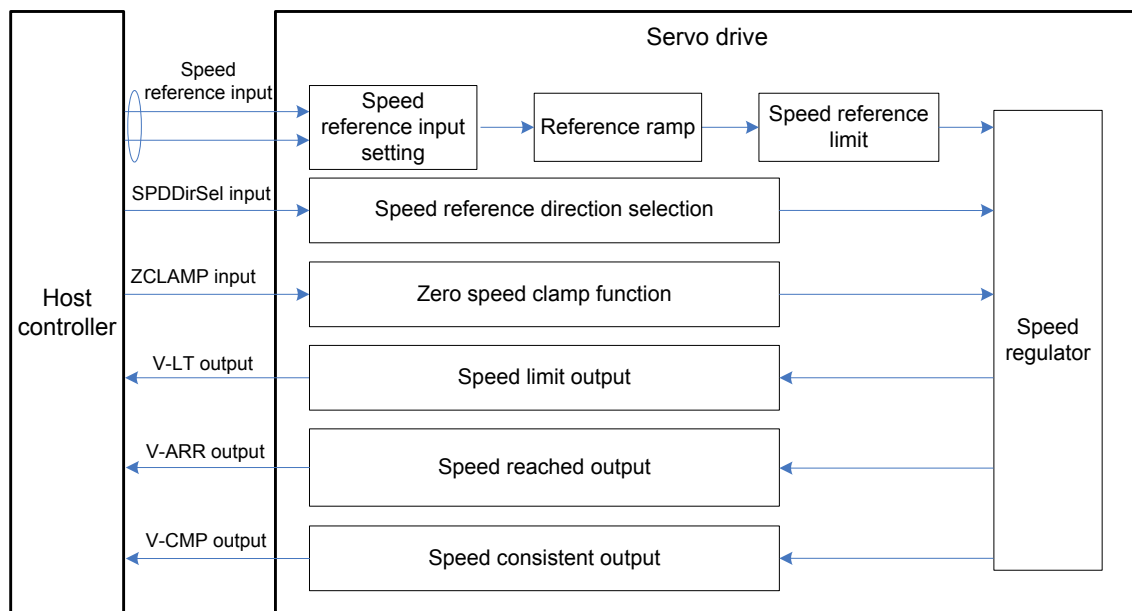 Servo drive
Speed
reference input
Speed
reference input
setting
Reference ramp
Speed reference
limit
SPDDirSel input
Speed reference direction selection
ZCLAMP input
Zero speed clamp function
Host
controller
Speed
regulator
V-LT output
Speed limit output
V-ARR output
Speed reached output
V-CMP output
Speed consistent output